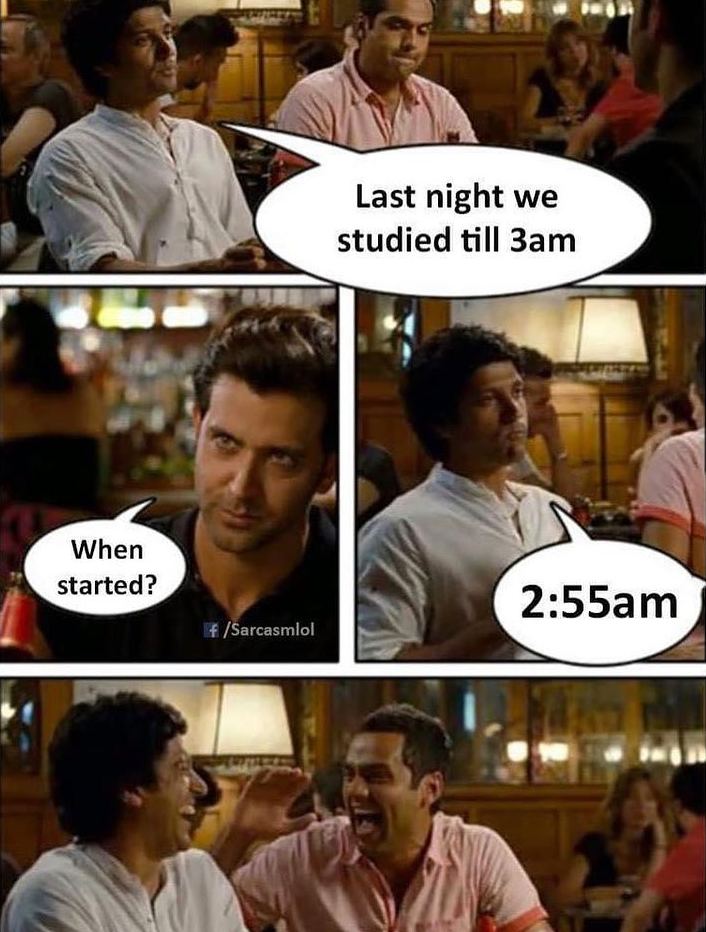 Last night we
studied till 3am
When
started?
f /Sarcasmlol
2:55am